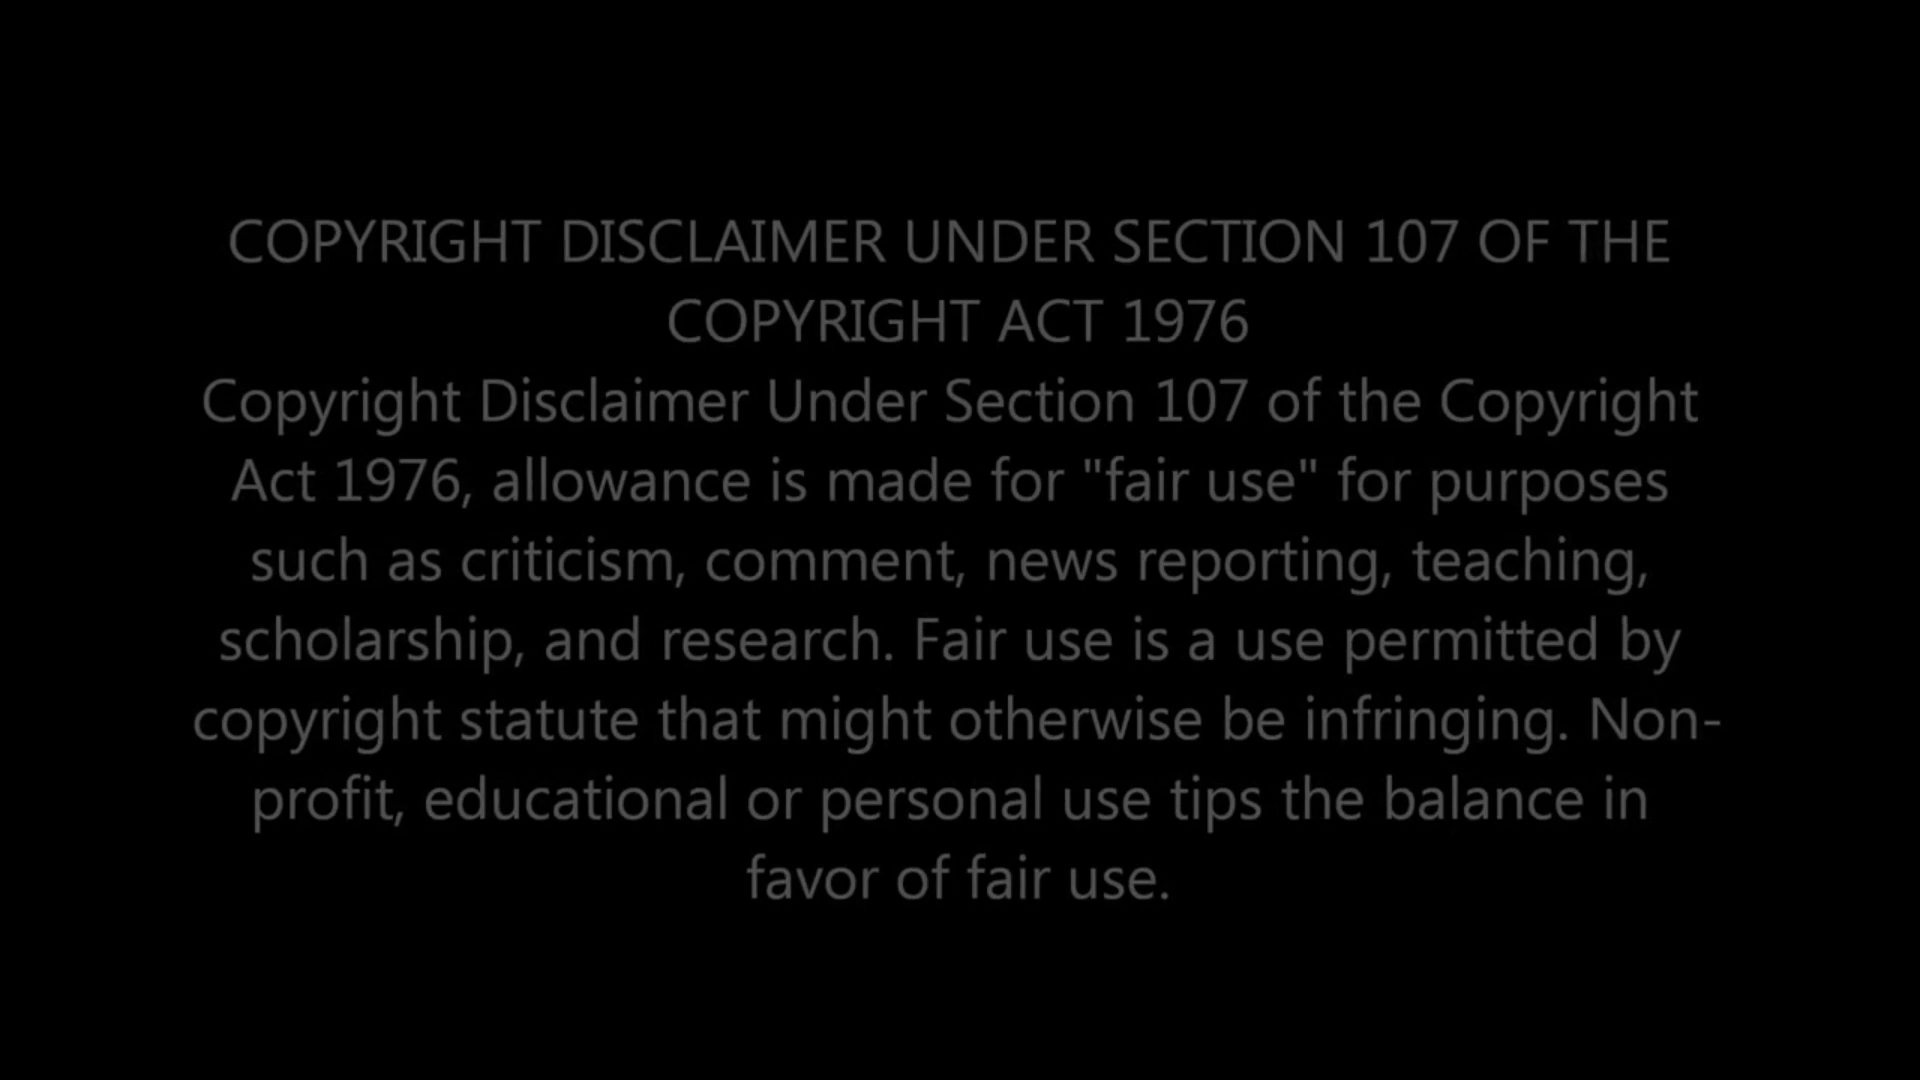 COPYRIGHT DISCLAIMER UNDER SECTION 107 OF THE
COPYRIGHT ACT 1976
Copyright Disclaimer Under Section 107 of the Copyright
Act 1976, allowance is made for "fair use" for purposes
such as criticism, comment, news reporting, teaching,
scholarship, and research. Fair use is a use permitted by
copyright statute that might otherwise be infringing. Non-
profit, educational or personal use tips the balance in
favor of fair use.